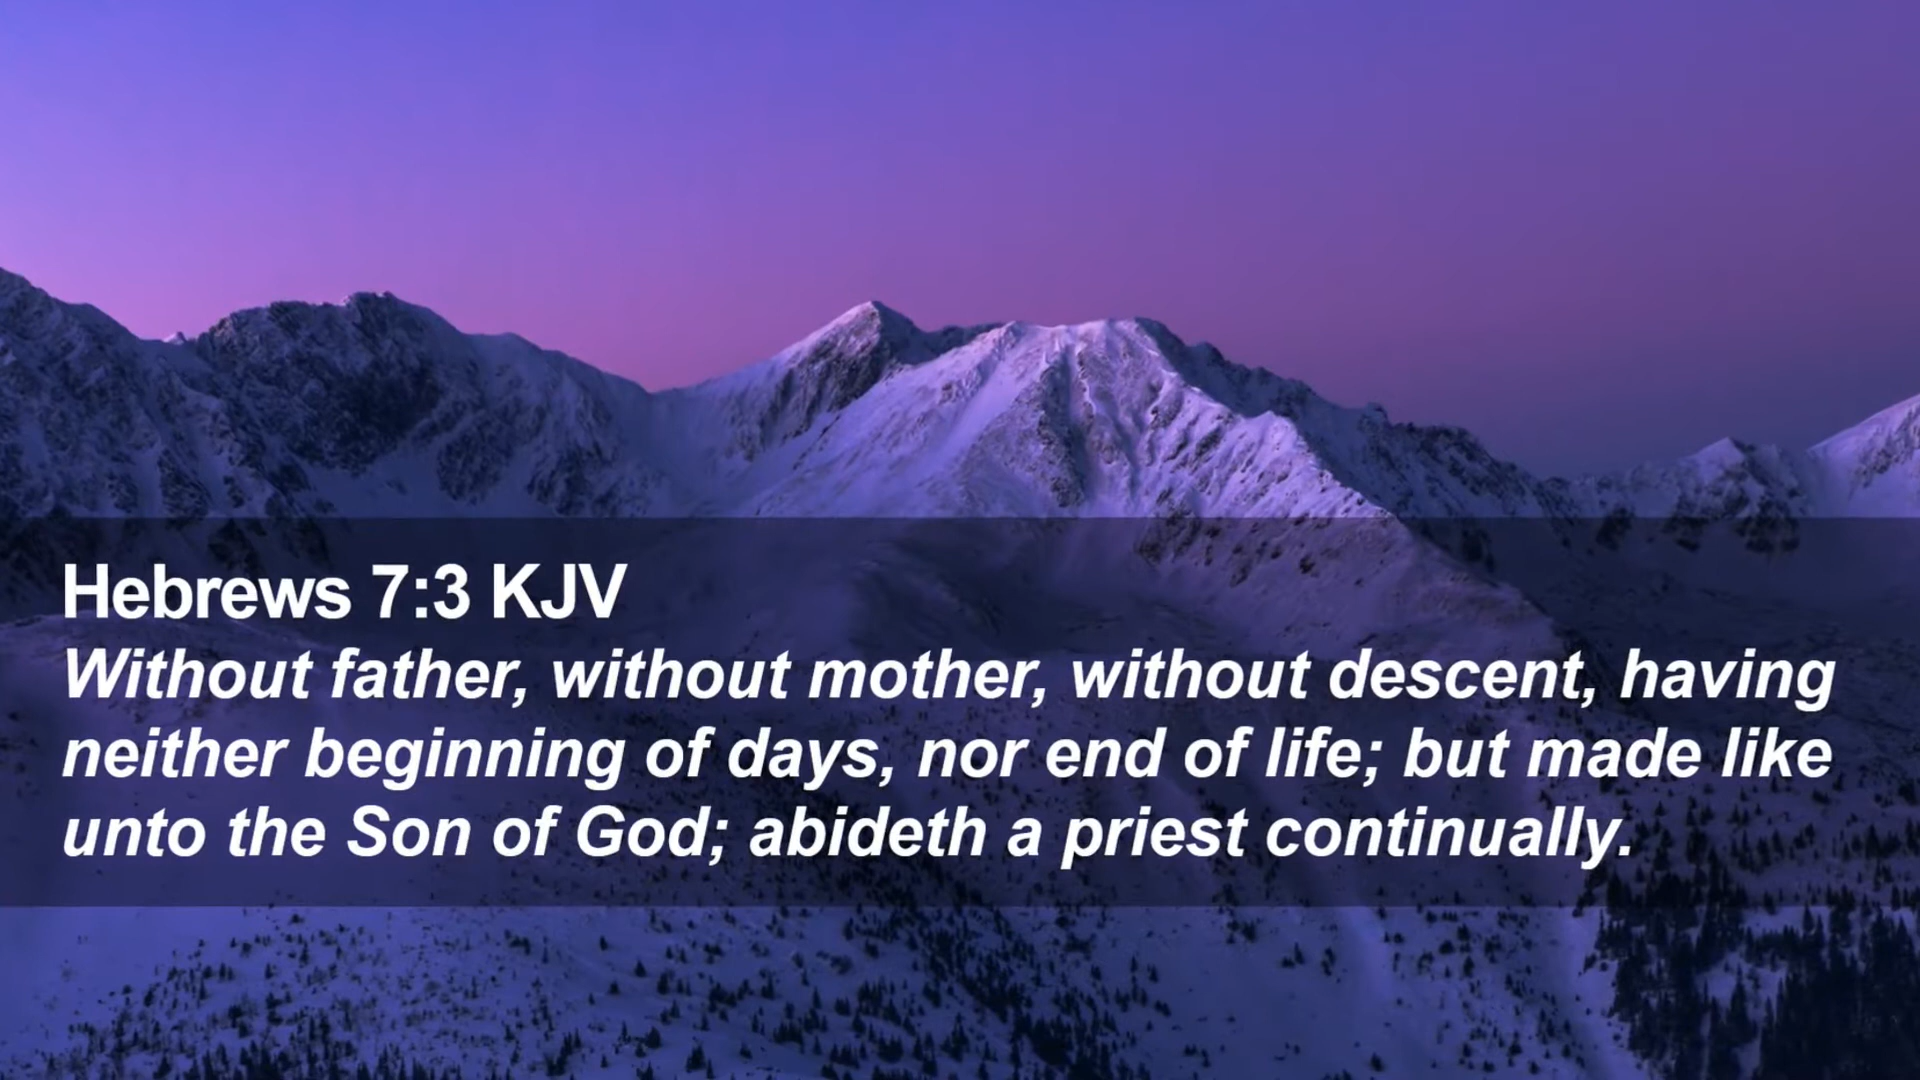 Hebrews 7:3 KJV
Without father, without mother, without descent, having
neither beginning of days, nor end of life; but made like
unto the Son of God; abideth a priest continually.